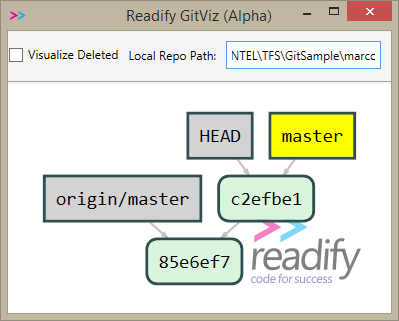 Readify GitViz (Alpha)
Visualize Deleted
Local Repo Path:
NTEL\TFS\GitSample\marcc
HEAD
master
origin/master
c2efbe1
85e6ef7
readify
code for success